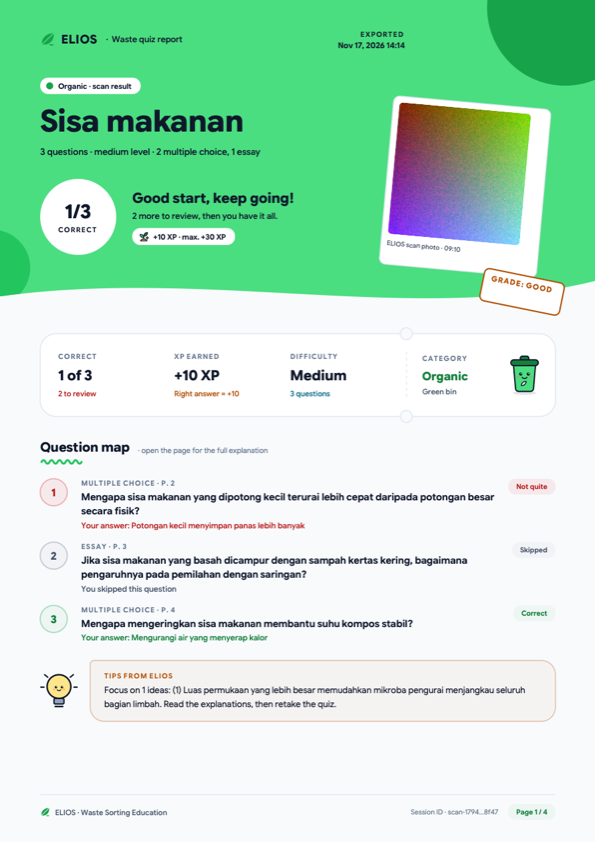 ELIOS · Waste quiz report
EXPORTED
Nov 17, 2026 14:14
Organic · scan result
Sisa makanan
3 questions · medium level · 2 multiple choice, 1 essay
1/3
CORRECT
Good start, keep going!
2 more to review, then you have it all.
+10 XP · max. +30 XP
ELIOS scan photo · 09:10
GRADE: GOOD
CORRECT
1 of 3
2 to review
XP EARNED
+10 XP
Right answer = +10
DIFFICULTY
Medium
3 questions
CATEGORY
Organic
Green bin
Question map · open the page for the full explanation
1
MULTIPLE CHOICE · P. 2
Mengapa sisa makanan yang dipotong kecil terurai lebih cepat daripada potongan besar
secara fisik?
Your answer: Potongan kecil menyimpan panas lebih banyak
Not quite
2
ESSAY · P. 3
Jika sisa makanan yang basah dicampur dengan sampah kertas kering, bagaimana
pengaruhnya pada pemilahan dengan saringan?
You skipped this question
Skipped
3
MULTIPLE CHOICE · P. 4
Mengapa mengeringkan sisa makanan membantu suhu kompos stabil?
Your answer: Mengurangi air yang menyerap kalor
Correct
TIPS FROM ELIOS
Focus on 1 ideas: (1) Luas permukaan yang lebih besar memudahkan mikroba pengurai menjangkau seluruh
bagian limbah. Read the explanations, then retake the quiz.
ELIOS · Waste Sorting Education
Session ID · scan-1794...8f47
Page 1 / 4